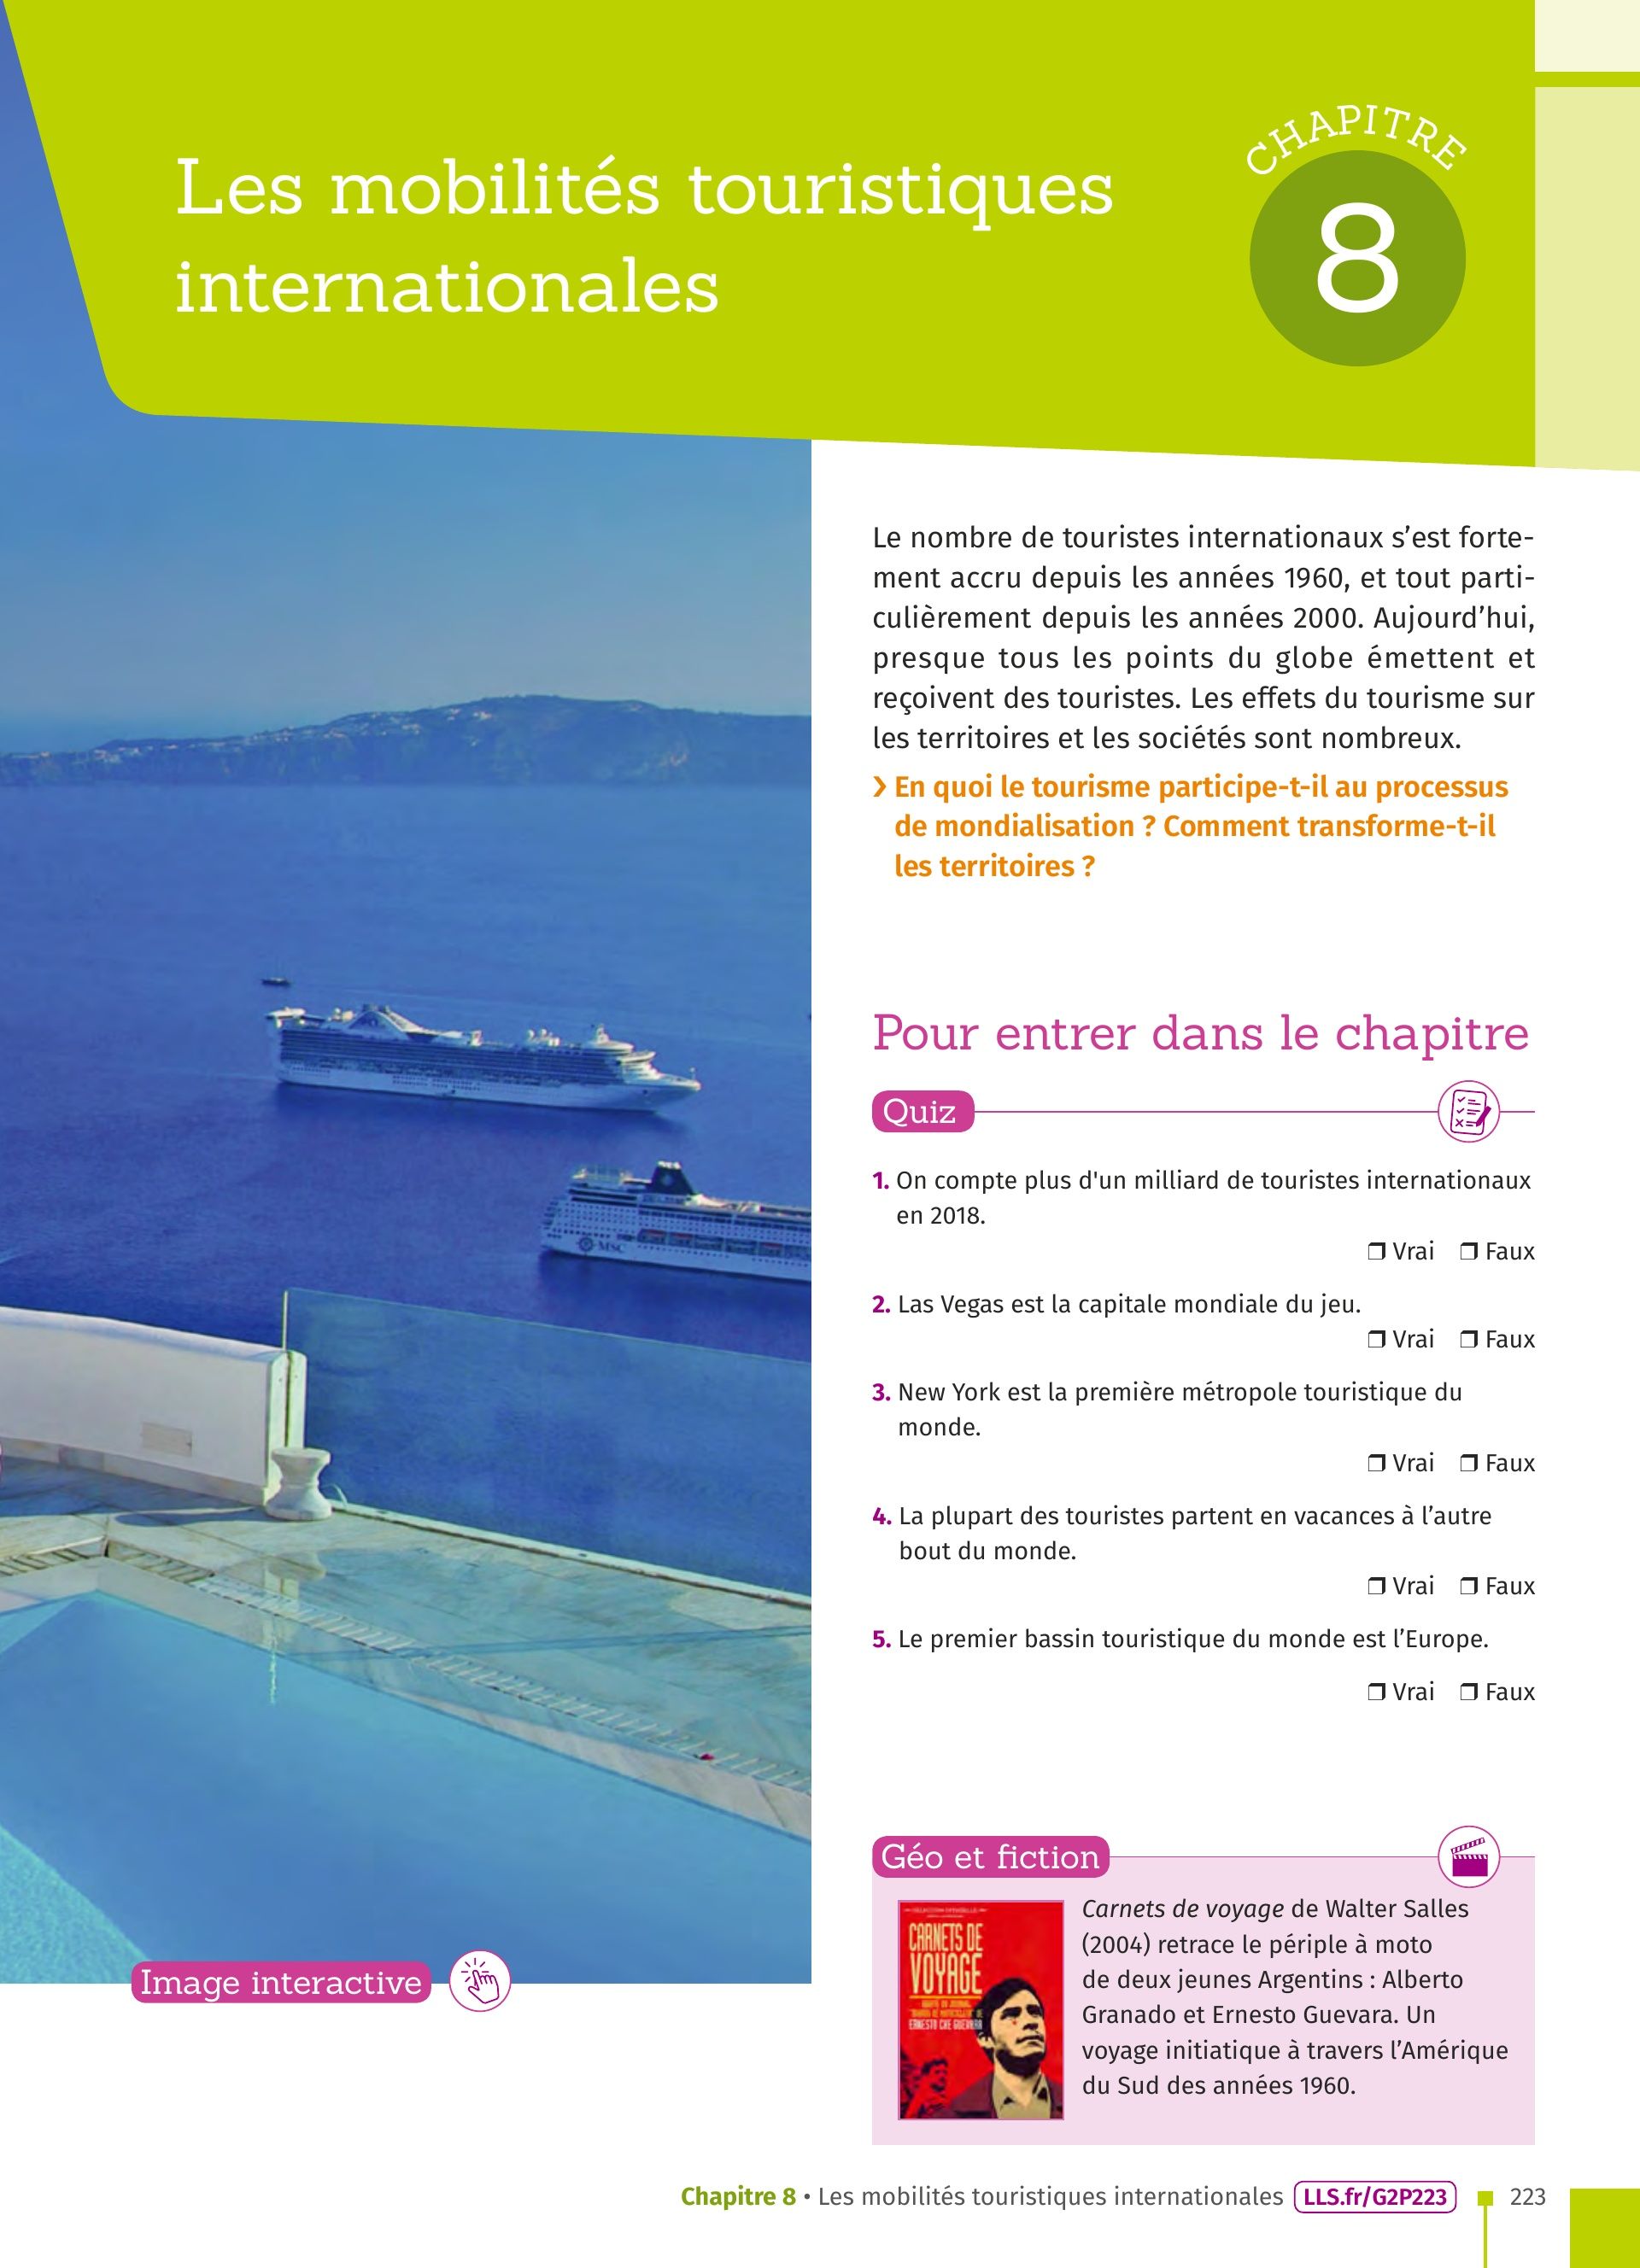 CHAPITRE
8
Les mobilités touristiques
internationales
Le nombre de touristes internationaux s’est forte-
ment accru depuis les années 1960, et tout parti-
culièrement depuis les années 2000. Aujourd’hui,
presque tous les points du globe émettent et
reçoivent des touristes. Les effets du tourisme sur
les territoires et les sociétés sont nombreux.
› En quoi le tourisme participe-t-il au processus
de mondialisation ? Comment transforme-t-il
les territoires ?
Pour entrer dans le chapitre
Quiz
1. On compte plus d'un milliard de touristes internationaux
en 2018.
❒ Vrai ❒ Faux
2. Las Vegas est la capitale mondiale du jeu.
❒ Vrai ❒ Faux
3. New York est la première métropole touristique du
monde.
❒ Vrai ❒ Faux
4. La plupart des touristes partent en vacances à l’autre
bout du monde.
❒ Vrai ❒ Faux
5. Le premier bassin touristique du monde est l’Europe.
❒ Vrai ❒ Faux
MSC
Image interactive
Géo et fiction
CARNETS DE
VOYAGE
ERNESTO CHE GUEVARA
Carnets de voyage de Walter Salles
(2004) retrace le périple à moto
de deux jeunes Argentins : Alberto
Granado et Ernesto Guevara. Un
voyage initiatique à travers l’Amérique
du Sud des années 1960.
Chapitre 8 • Les mobilités touristiques internationales LLS.fr/G2P223 223